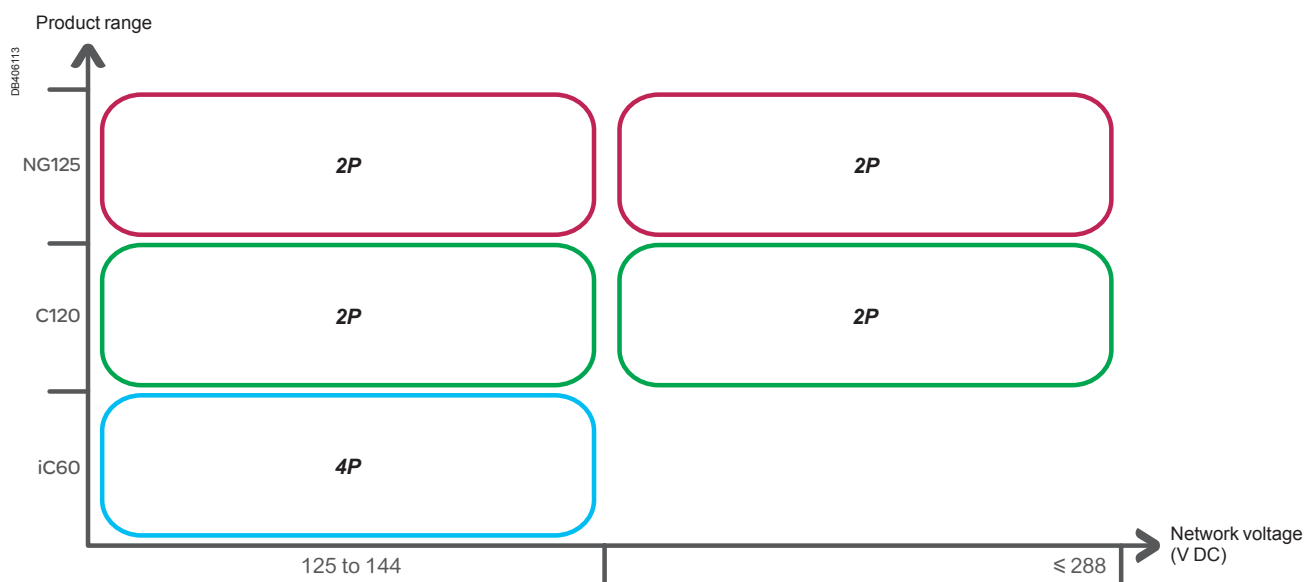 Product range
DB406113
NG125
2P
2P
C120
2P
2P
iC60
4P
Network voltage
(V DC)
125 to 144
⩽ 288